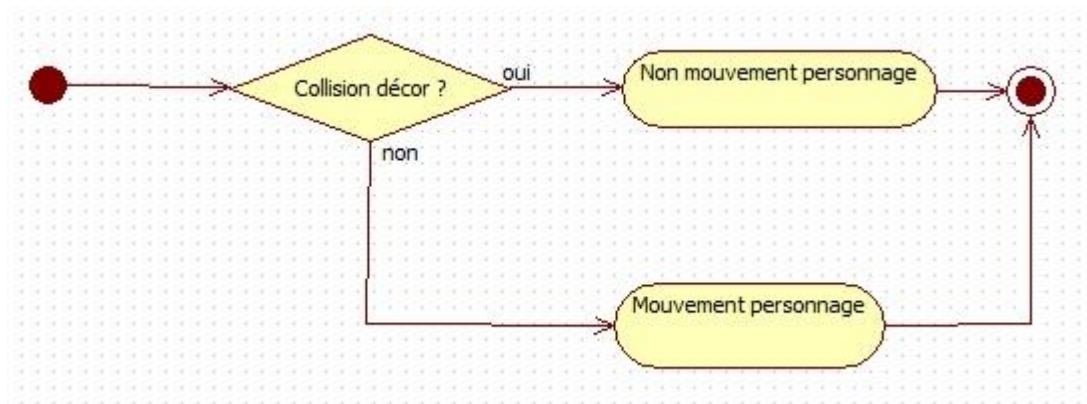 Collision décor ?
oui
Non mouvement personnage
non
Mouvement personnage